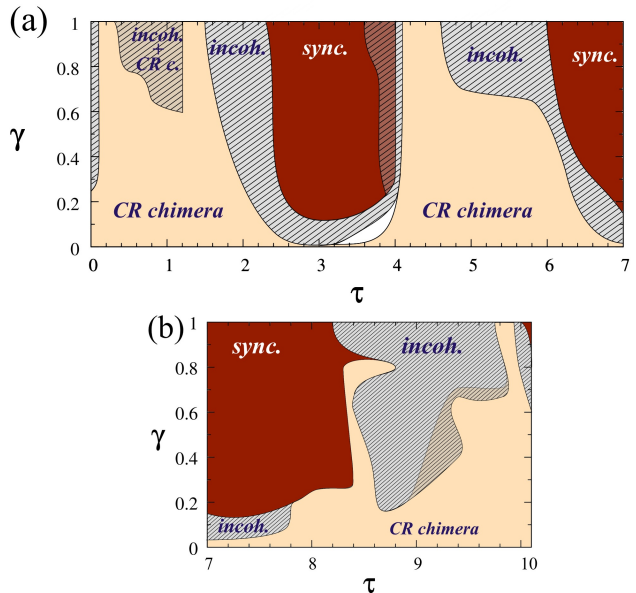 (a)
1
0.8
0.6
0.4
0.2
0
γ
incoh.
+
CR c.
incoh.
sync.
incoh.
sync.
CR chimera
CR chimera
0 1 2 3 4 5 6 7
τ
(b)
1
0.8
0.6
0.4
0.2
0
γ
sync.
incoh.
incoh.
CR chimera
7 8 9 10
τ